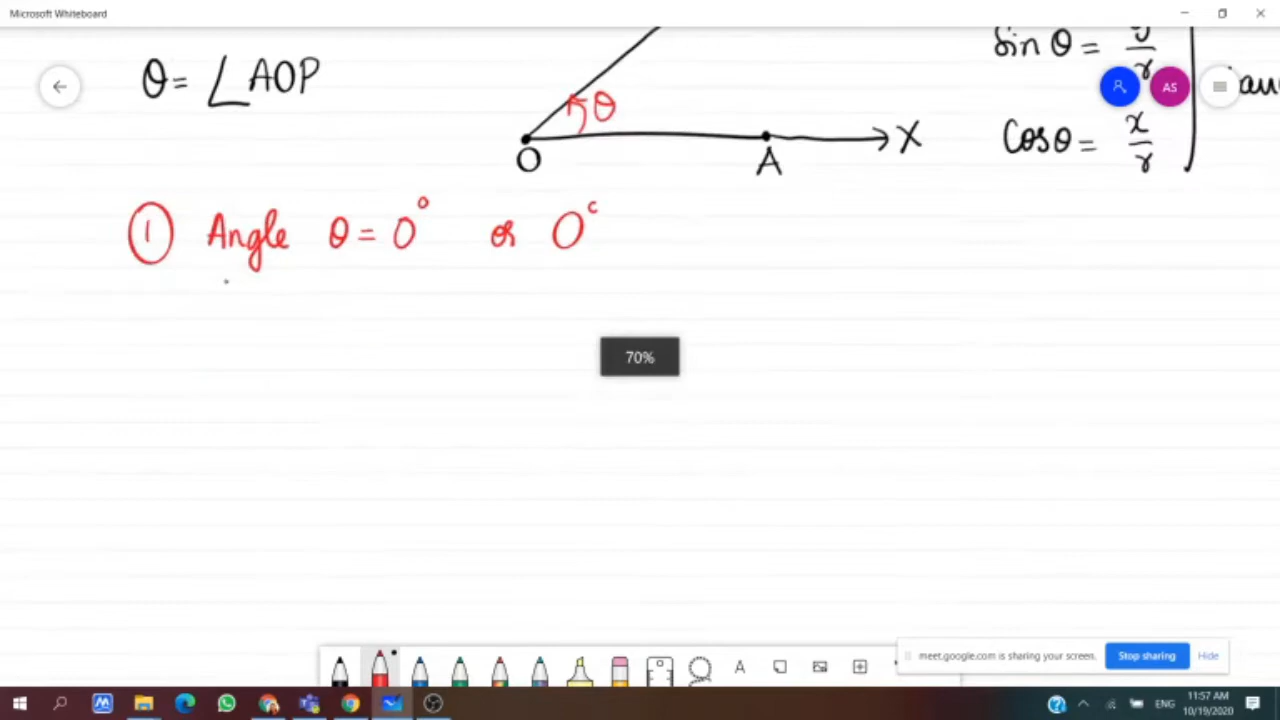 Microsoft Whiteboard
θ = ∠AOP
θ
O
A
X
sin θ = y/r
cos θ = x/r
AS
① Angle θ = 0° or 0ᶜ
70%
A
meet.google.com is sharing your screen.
Stop sharing
Hide
ENG
11:57 AM
10/19/2020